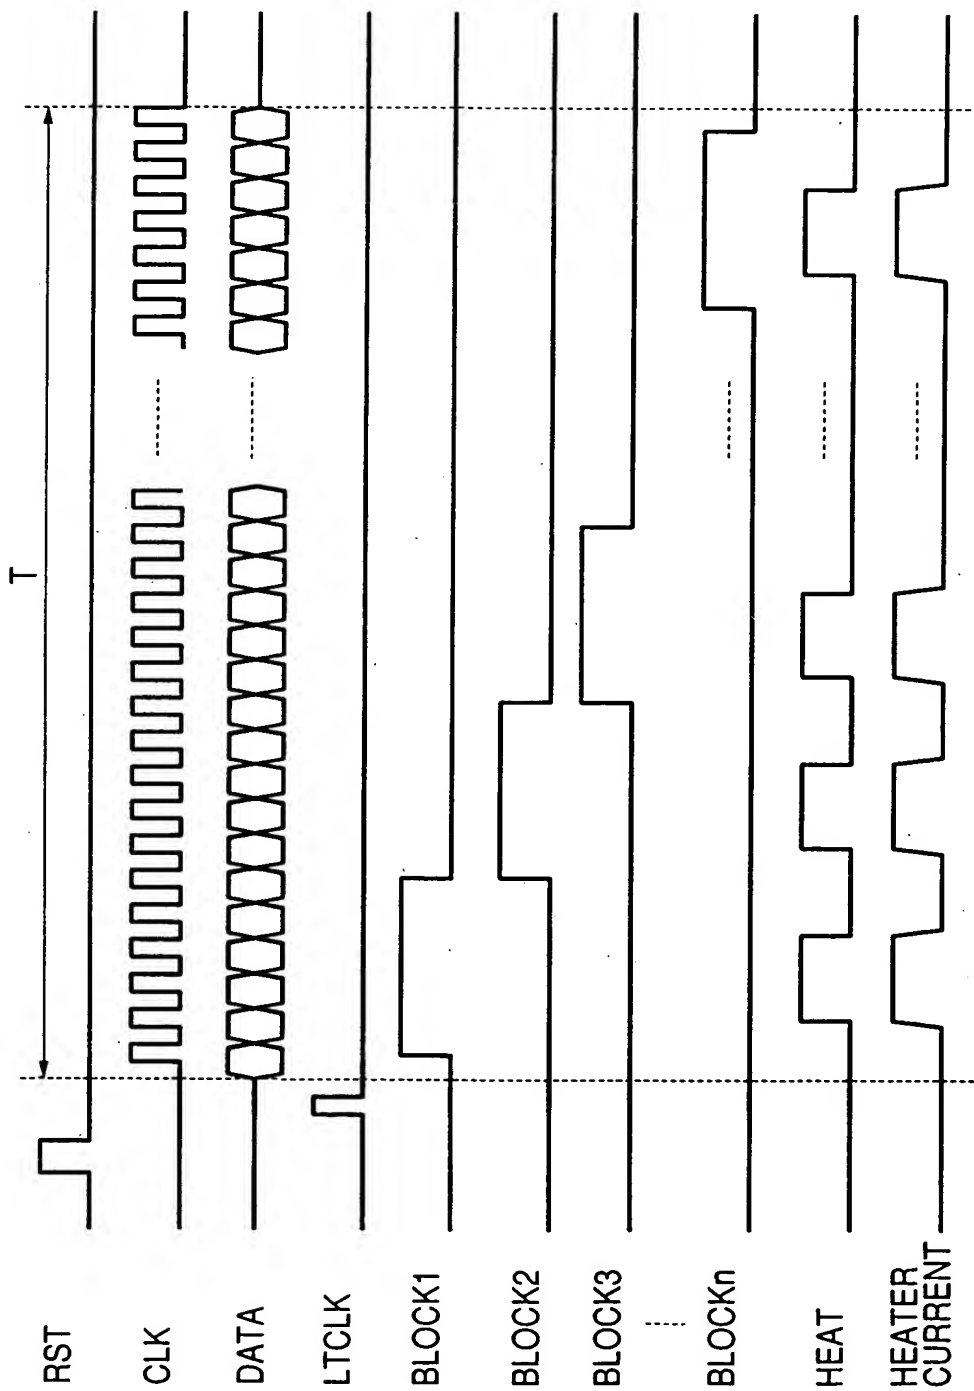 T
RST
CLK
DATA
LTCLK
BLOCK1
BLOCK2
BLOCK3
BLOCKn
HEAT
HEATER
CURRENT